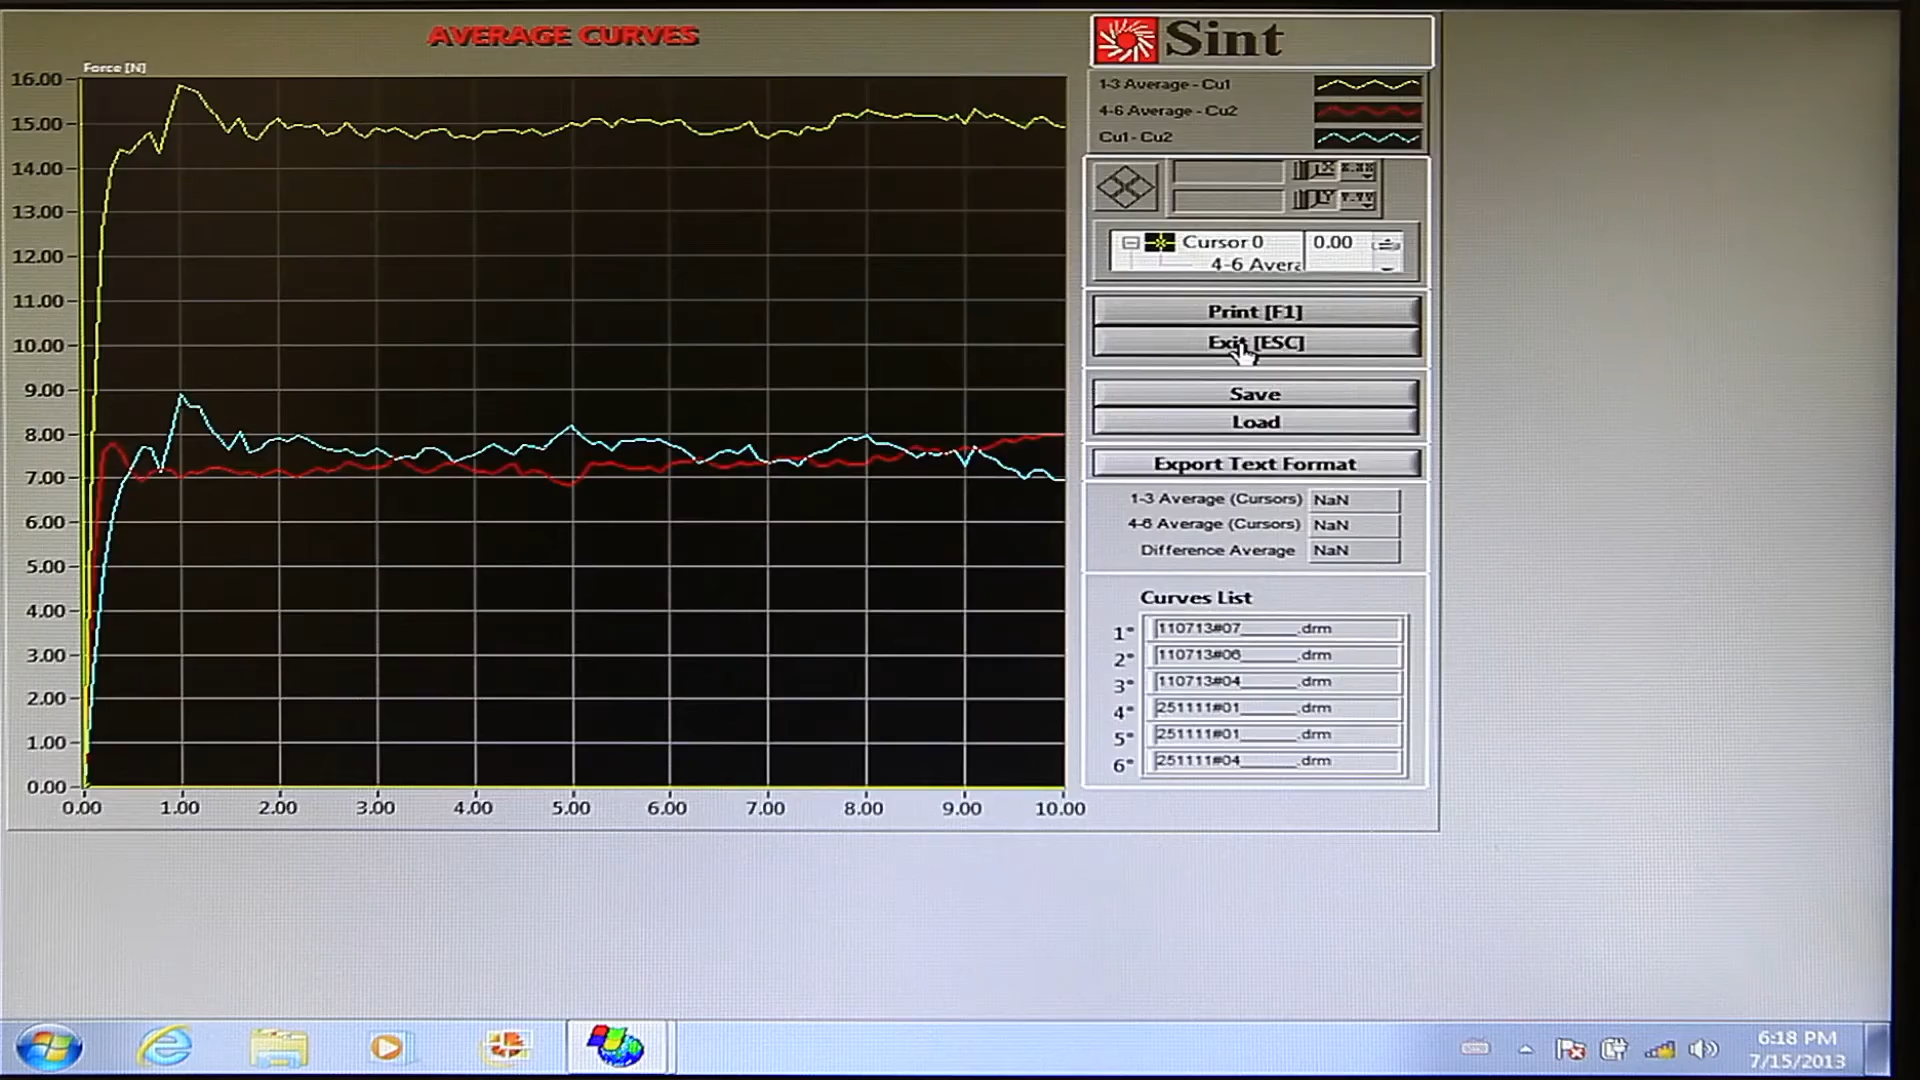 AVERAGE CURVES
Force [N]
16.00
15.00
14.00
13.00
12.00
11.00
10.00
9.00
8.00
7.00
6.00
5.00
4.00
3.00
2.00
1.00
0.00
0.00 1.00 2.00 3.00 4.00 5.00 6.00 7.00 8.00 9.00 10.00
Sint
1-3 Average - Cu1
4-6 Average - Cu2
Cu1 - Cu2
X
Y
Cursor 0 0.00
4-6 Avera
Print [F1]
Exit [ESC]
Save
Load
Export Text Format
1-3 Average (Cursors) NaN
4-6 Average (Cursors) NaN
Difference Average NaN
Curves List
1° 110713#07______.drm
2° 110713#06______.drm
3° 110713#04______.drm
4° 251111#01______.drm
5° 251111#01______.drm
6° 251111#04______.drm
6:18 PM
7/15/2013